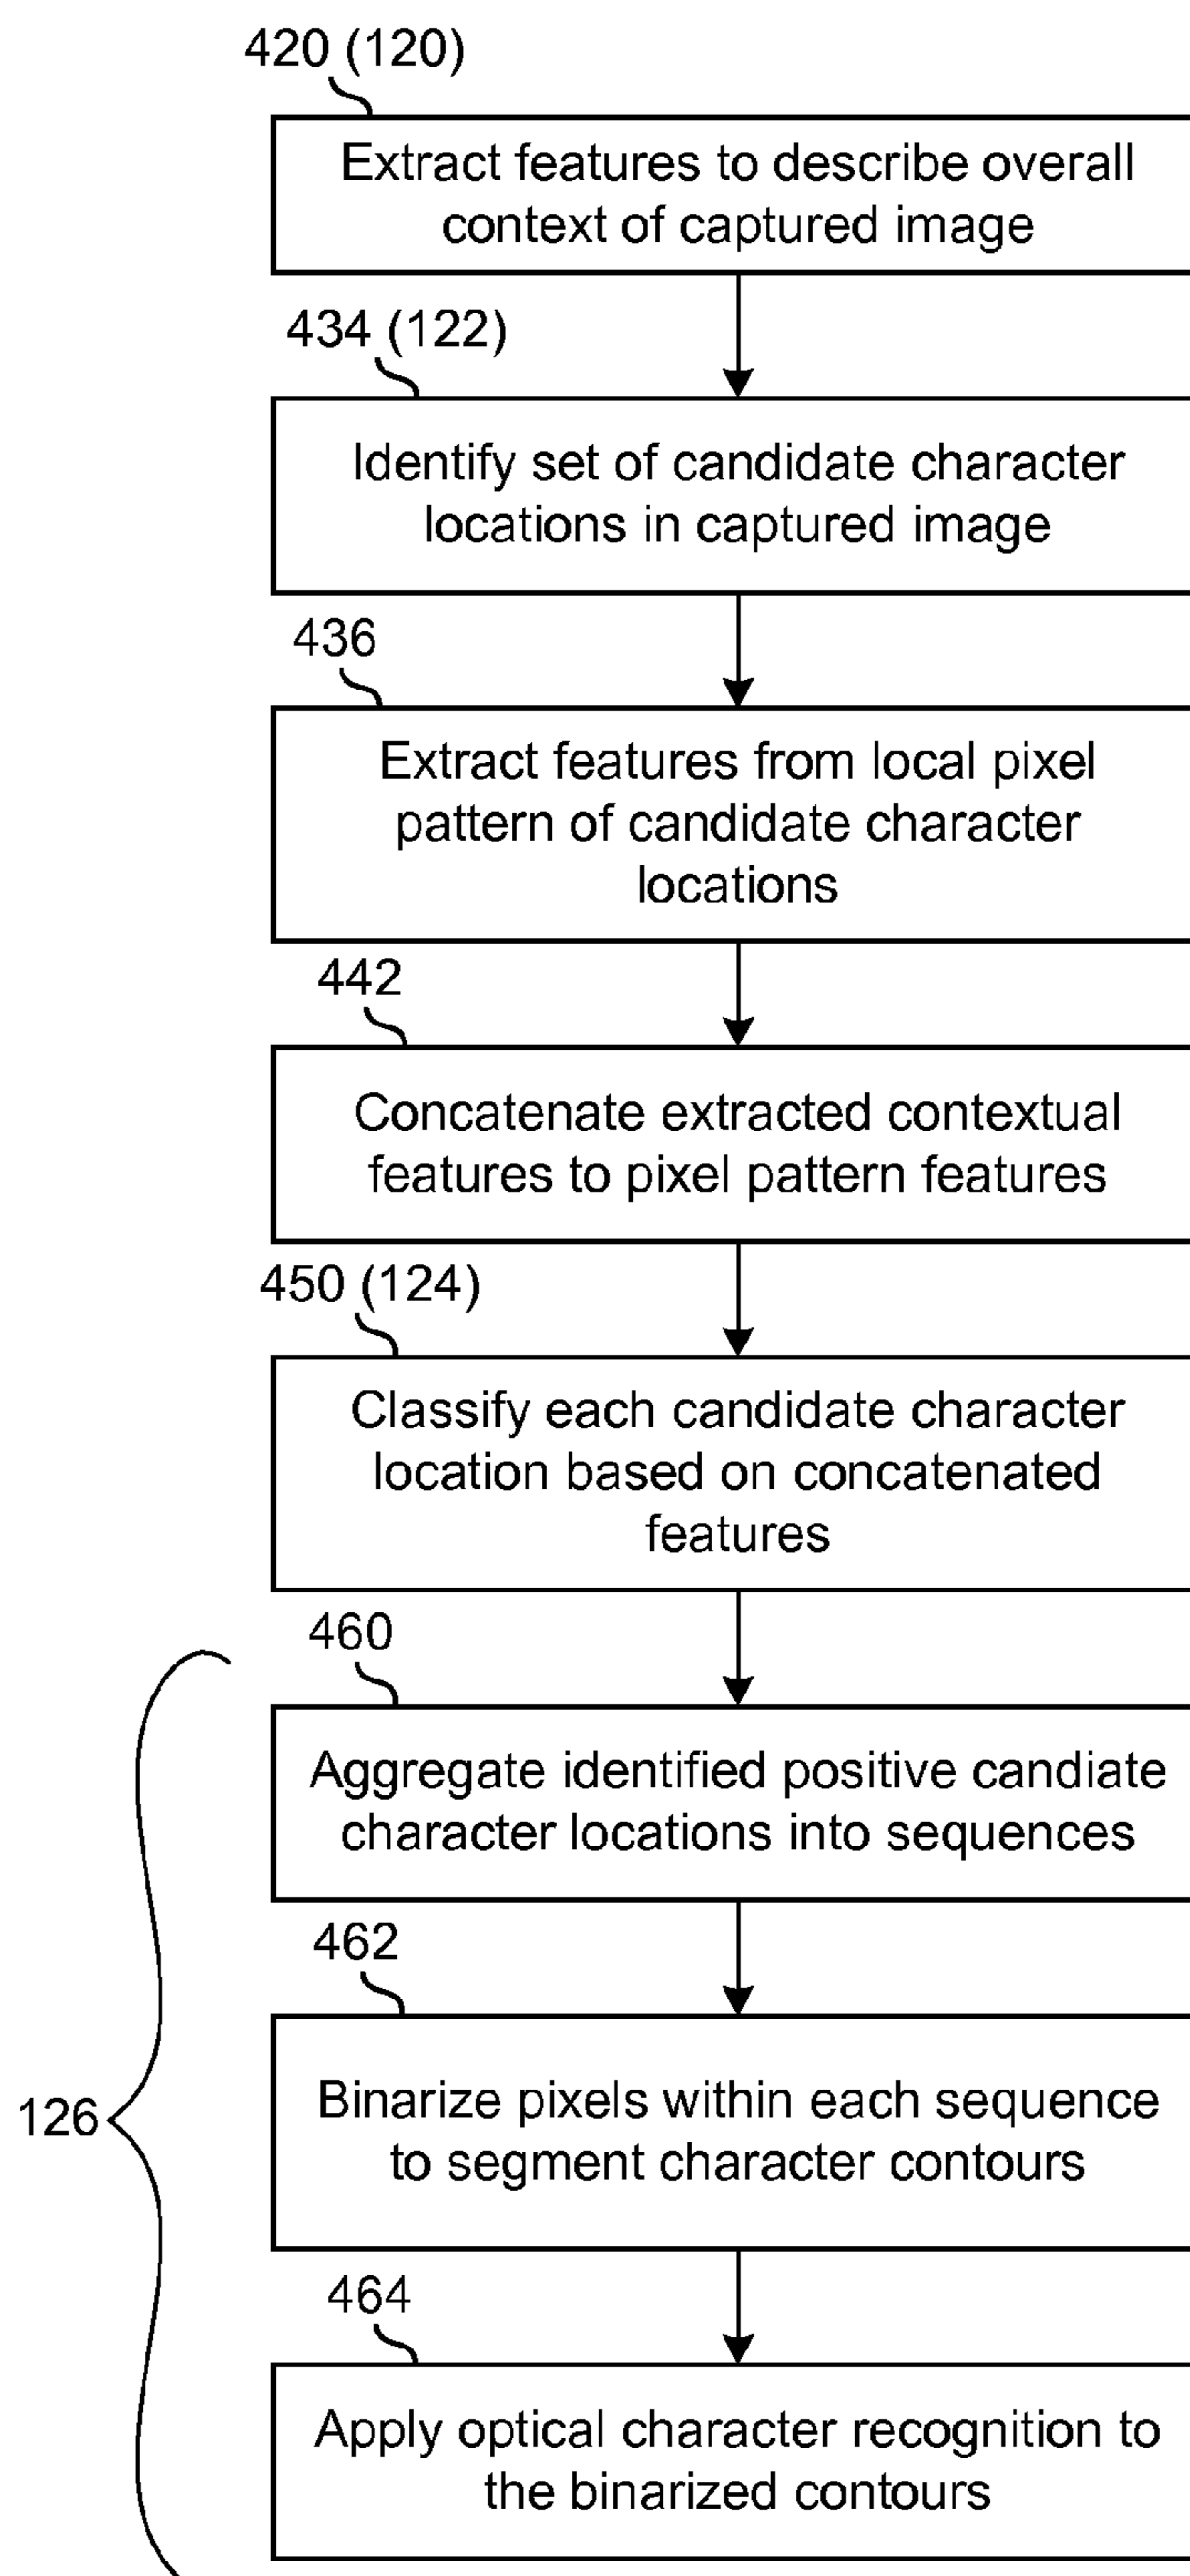 420 (120)
Extract features to describe overall
context of captured image
434 (122)
Identify set of candidate character
locations in captured image
436
Extract features from local pixel
pattern of candidate character
locations
442
Concatenate extracted contextual
features to pixel pattern features
450 (124)
Classify each candidate character
location based on concatenated
features
460
Aggregate identified positive candiate
character locations into sequences
462
Binarize pixels within each sequence
to segment character contours
126
464
Apply optical character recognition to
the binarized contours